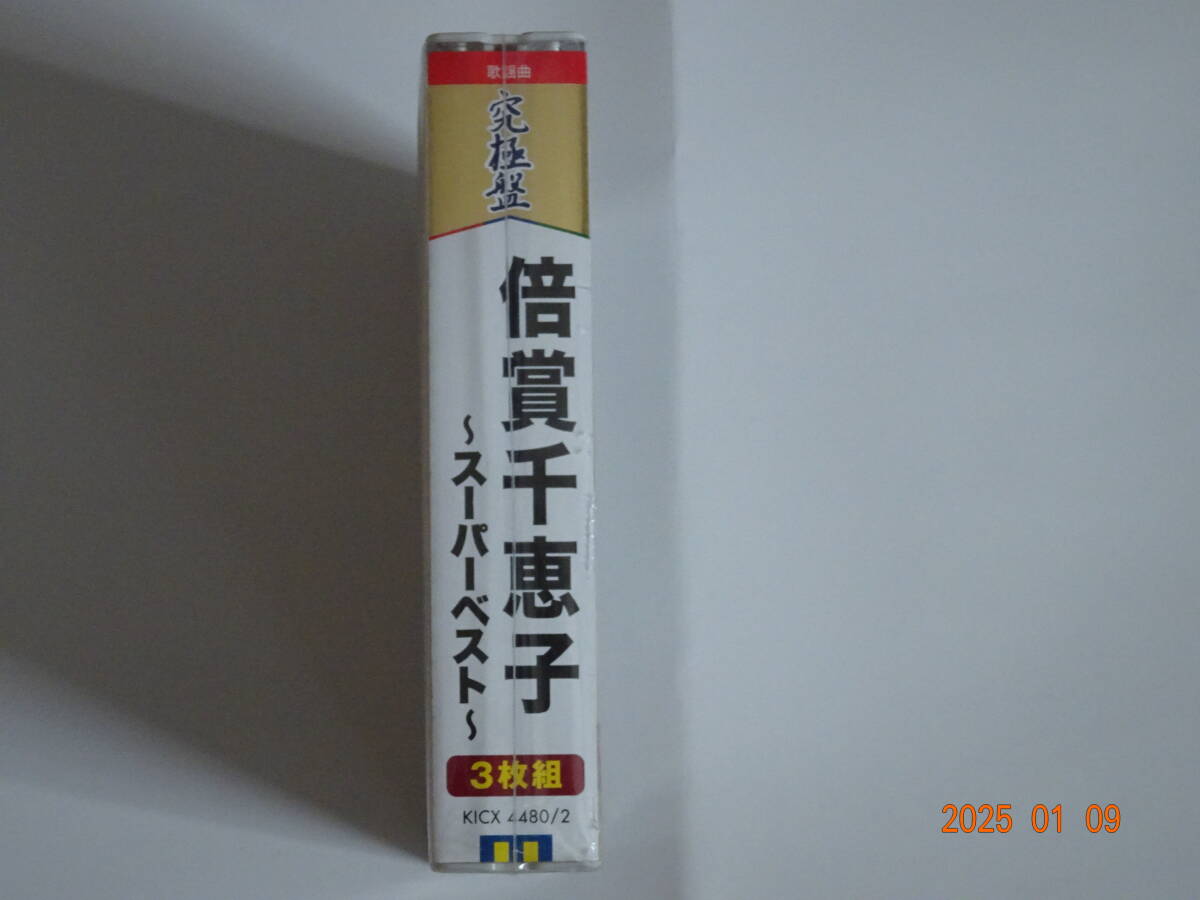 歌謡曲
究極盤
倍賞千恵子
～スーパーベスト～
3枚組
KICX 4480/2
2025 01 09